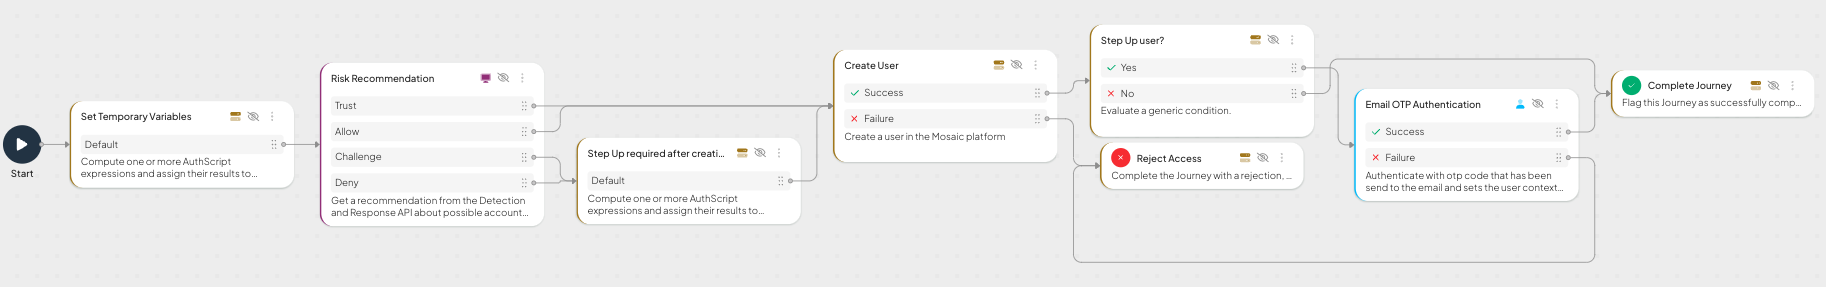 Start
Set Temporary Variables
Default
Compute one or more AuthScript
expressions and assign their results to...
Risk Recommendation
Trust
Allow
Challenge
Deny
Get a recommendation from the Detection
and Response API about possible account...
Step Up required after creati...
Default
Compute one or more AuthScript
expressions and assign their results to...
Create User
Success
Failure
Create a user in the Mosaic platform
Step Up user?
Yes
No
Evaluate a generic condition.
Reject Access
Complete the Journey with a rejection, ...
Email OTP Authentication
Success
Failure
Authenticate with otp code that has been
send to the email and sets the user context...
Complete Journey
Flag this Journey as successfully comp...